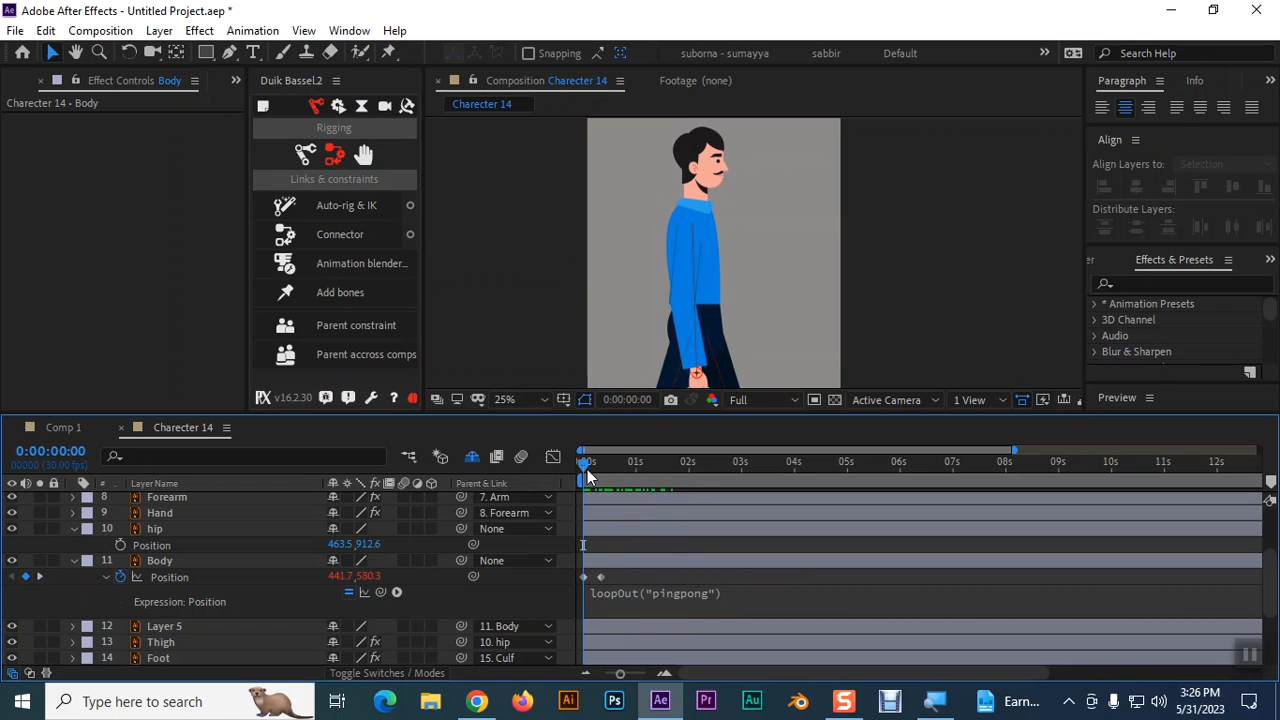 Adobe After Effects - Untitled Project.aep *
File Edit Composition Layer Effect Animation View Window Help
Snapping suborna - sumayya sabbir Default Search Help
Effect Controls Body Duik Bassel.2 Composition Charecter 14 Footage (none) Paragraph Info
Charecter 14 • Body
Charecter 14
Rigging
Align
Align Layers to: Selection
Links & constraints
Auto-rig & IK
Distribute Layers:
Connector
Animation blender...
Effects & Presets
Add bones
* Animation Presets
3D Channel
Parent constraint
Audio
Blur & Sharpen
Parent accross comps
v16.2.30
25% 0:00:00:00 Full Active Camera 1 View
Preview
Comp 1 Charecter 14
0:00:00:00
00000 (30.00 fps)
:00s 01s 02s 03s 04s 05s 06s 07s 08s 09s 10s 11s 12s
# Layer Name Parent & Link
8 Forearm 7. Arm
9 Hand 8. Forearm
10 hip None
Position 463.5,912.6
11 Body None
Position 441.7,580.3
Expression: Position loopOut("pingpong")
12 Layer 5 11. Body
13 Thigh 10. hip
14 Foot 15. Culf
Toggle Switches / Modes
Type here to search
Earn...
3:26 PM
5/31/2023